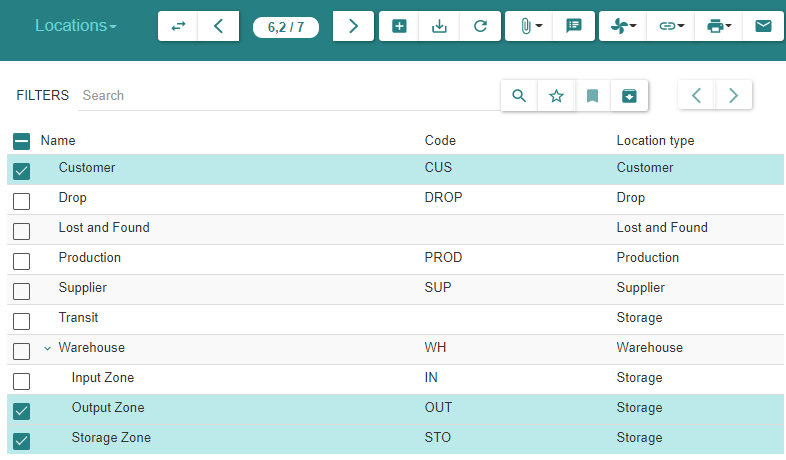 Locations
6,2 / 7
FILTERS Search
Name Code Location type
Customer CUS Customer
Drop DROP Drop
Lost and Found Lost and Found
Production PROD Production
Supplier SUP Supplier
Transit Storage
Warehouse WH Warehouse
Input Zone IN Storage
Output Zone OUT Storage
Storage Zone STO Storage